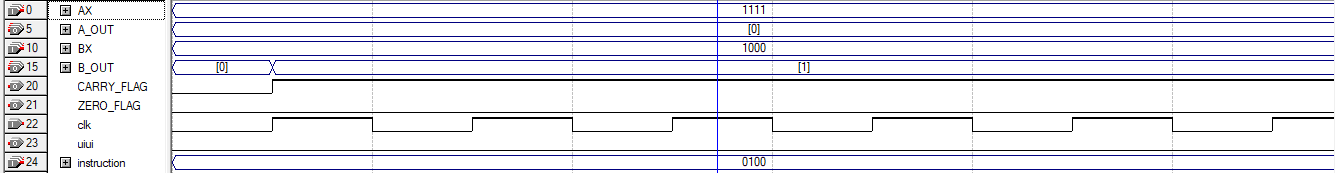 0 AX 1111
5 A_OUT [0]
10 BX 1000
15 B_OUT [0] [1]
20 CARRY_FLAG
21 ZERO_FLAG
22 clk
23 uiui
24 instruction 0100